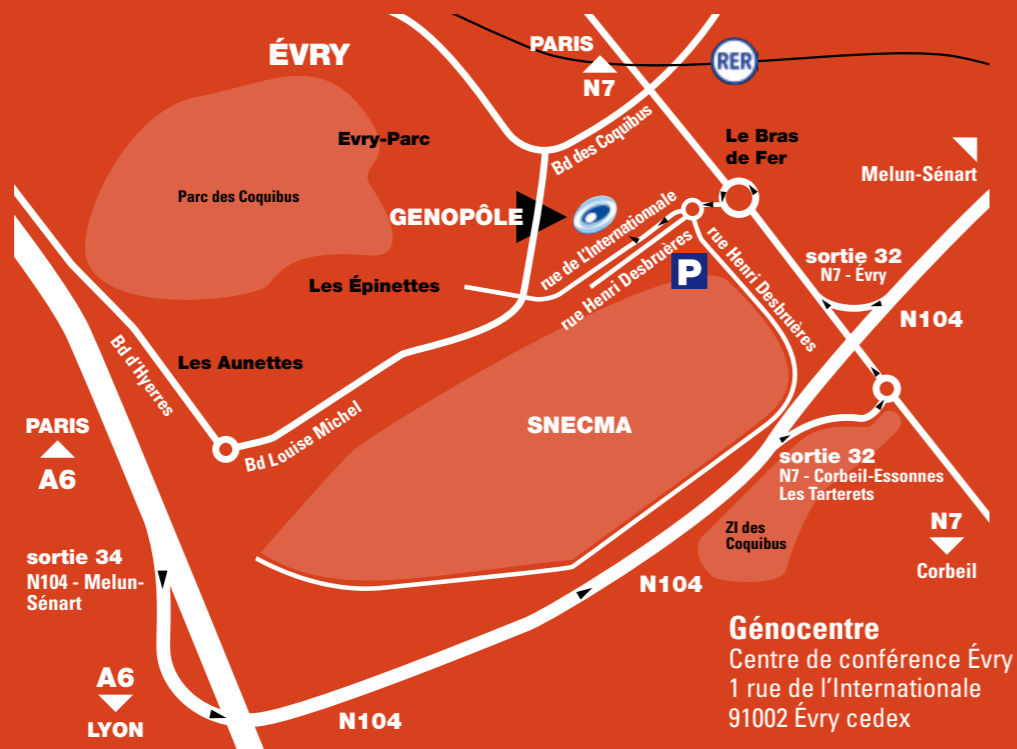 ÉVRY
PARIS
N7
RER
Bd des Coquibus
Evry-Parc
Le Bras
de Fer
Melun-Sénart
Parc des Coquibus
GENOPÔLE
rue de L'Internationnale
rue Henri Desbruères
P
rue Henri Desbruères
sortie 32
N7 - Évry
N104
Les Épinettes
Bd d'Hyerres
Les Aunettes
Bd Louise Michel
SNECMA
PARIS
A6
sortie 32
N7 - Corbeil-Essonnes
Les Tarterets
ZI des
Coquibus
N7
Corbeil
sortie 34
N104 - Melun-
Sénart
N104
A6
LYON
N104
Génocentre
Centre de conférence Évry
1 rue de l'Internationale
91002 Évry cedex